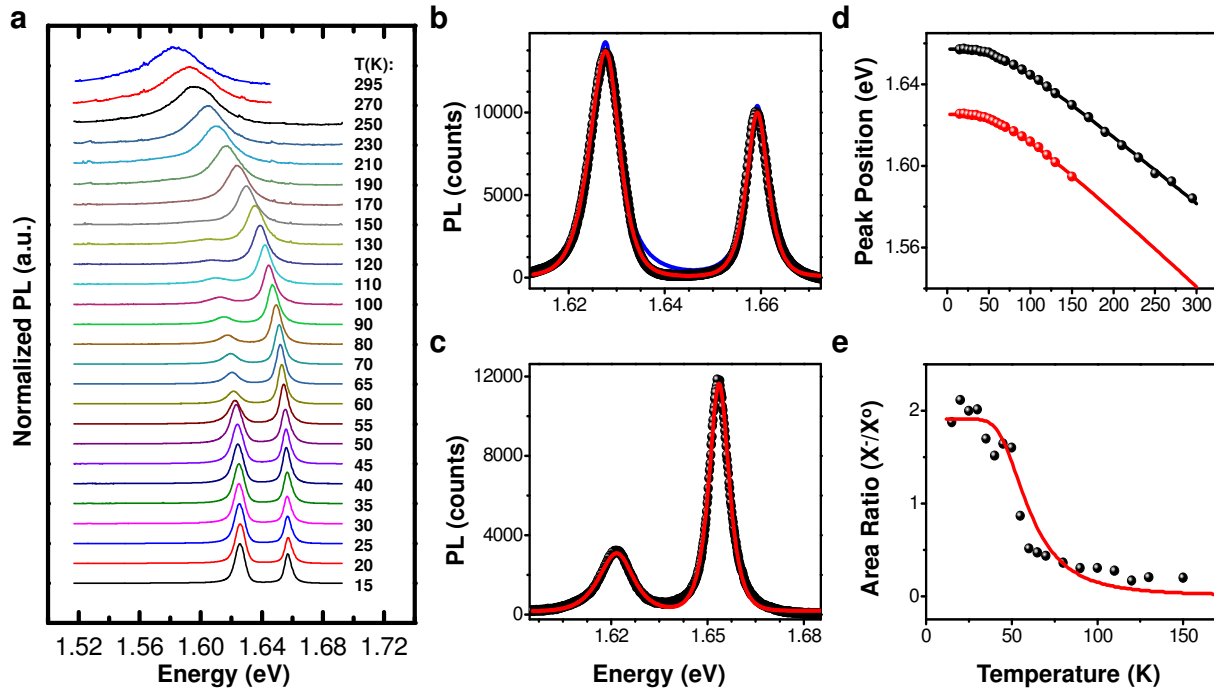 a
T(K):
295
270
250
230
210
190
170
150
130
120
110
100
90
80
70
65
60
55
50
45
40
35
30
25
20
15
Normalized PL (a.u.)
1.52 1.56 1.60 1.64 1.68 1.72
Energy (eV)
b
10000
5000
0
PL (counts)
1.62 1.64 1.66
c
12000
8000
4000
0
PL (counts)
1.62 1.65 1.68
Energy (eV)
d
1.64
1.60
1.56
Peak Position (eV)
0 50 100 150 200 250 300
e
2
1
0
Area Ratio (X⁻/X⁰)
0 50 100 150
Temperature (K)